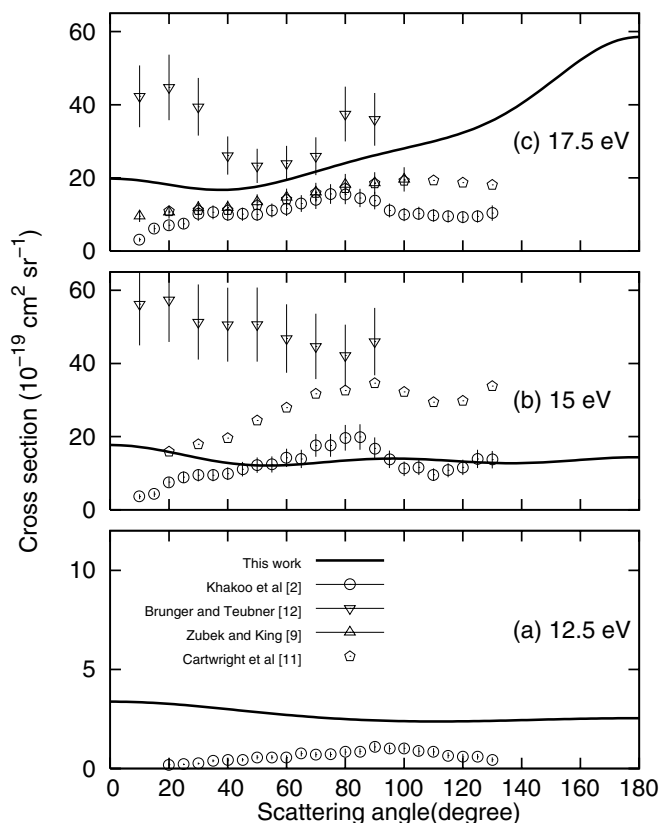 60
40
20
0
(c) 17.5 eV
60
40
20
0
(b) 15 eV
10
5
0
This work
Khakoo et al [2]
Brunger and Teubner [12]
Zubek and King [9]
Cartwright et al [11]
(a) 12.5 eV
0 20 40 60 80 100 120 140 160 180
Scattering angle(degree)
Cross section (10⁻¹⁹ cm² sr⁻¹)